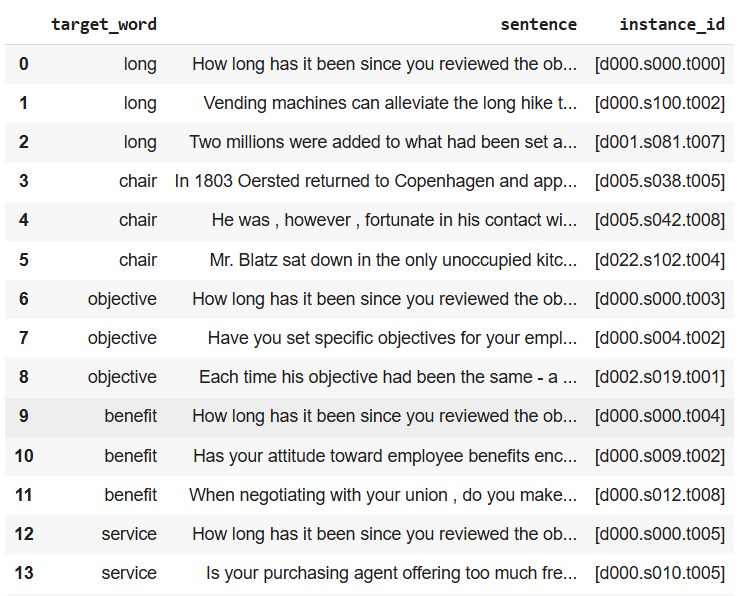 target_word sentence instance_id
0 long How long has it been since you reviewed the ob... [d000.s000.t000]
1 long Vending machines can alleviate the long hike t... [d000.s100.t002]
2 long Two millions were added to what had been set a... [d001.s081.t007]
3 chair In 1803 Oersted returned to Copenhagen and app... [d005.s038.t005]
4 chair He was , however , fortunate in his contact wi... [d005.s042.t008]
5 chair Mr. Blatz sat down in the only unoccupied kitc... [d022.s102.t004]
6 objective How long has it been since you reviewed the ob... [d000.s000.t003]
7 objective Have you set specific objectives for your empl... [d000.s004.t002]
8 objective Each time his objective had been the same - a ... [d002.s019.t001]
9 benefit How long has it been since you reviewed the ob... [d000.s000.t004]
10 benefit Has your attitude toward employee benefits enc... [d000.s009.t002]
11 benefit When negotiating with your union , do you make... [d000.s012.t008]
12 service How long has it been since you reviewed the ob... [d000.s000.t005]
13 service Is your purchasing agent offering too much fre... [d000.s010.t005]